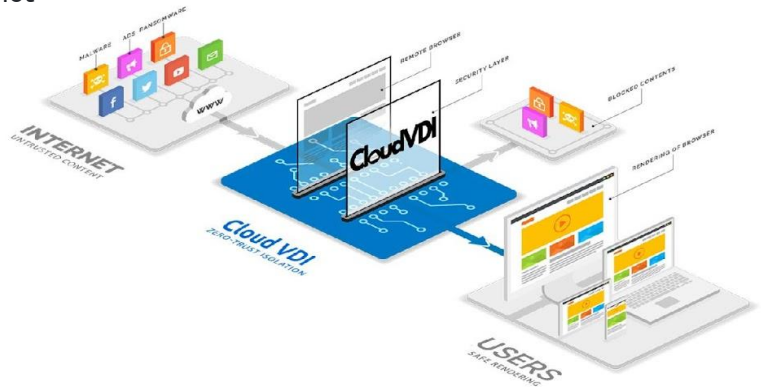 MALWARE
ADS
RANSOMWARE
WWW
INTERNET
UNTRUSTED CONTENT
REMOTE BROWSER
SECURITY LAYER
CloudVDI
Cloud VDI
ZERO-TRUST ISOLATION
BLOCKED CONTENTS
RENDERING OF BROWSER
USERS
SAFE RENDERING